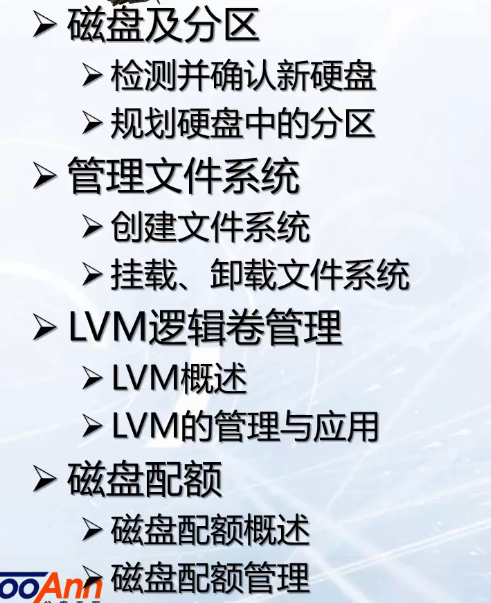 磁盘及分区
检测并确认新硬盘
规划硬盘中的分区
管理文件系统
创建文件系统
挂载、卸载文件系统
LVM逻辑卷管理
LVM概述
LVM的管理与应用
磁盘配额
磁盘配额概述
磁盘配额管理
ooAnn